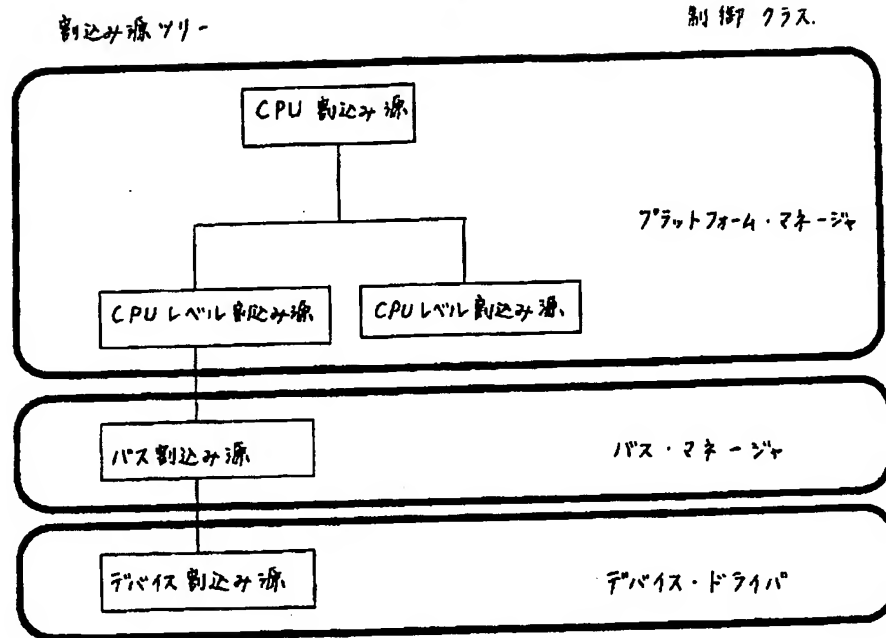 割込み源ツリー
制御クラス.
CPU 割込み源
プラットフォーム・マネージャ
CPUレベル割込み源
CPUレベル割込み源
バス割込み源
バス・マネージャ
デバイス割込み源
デバイス・ドライバ